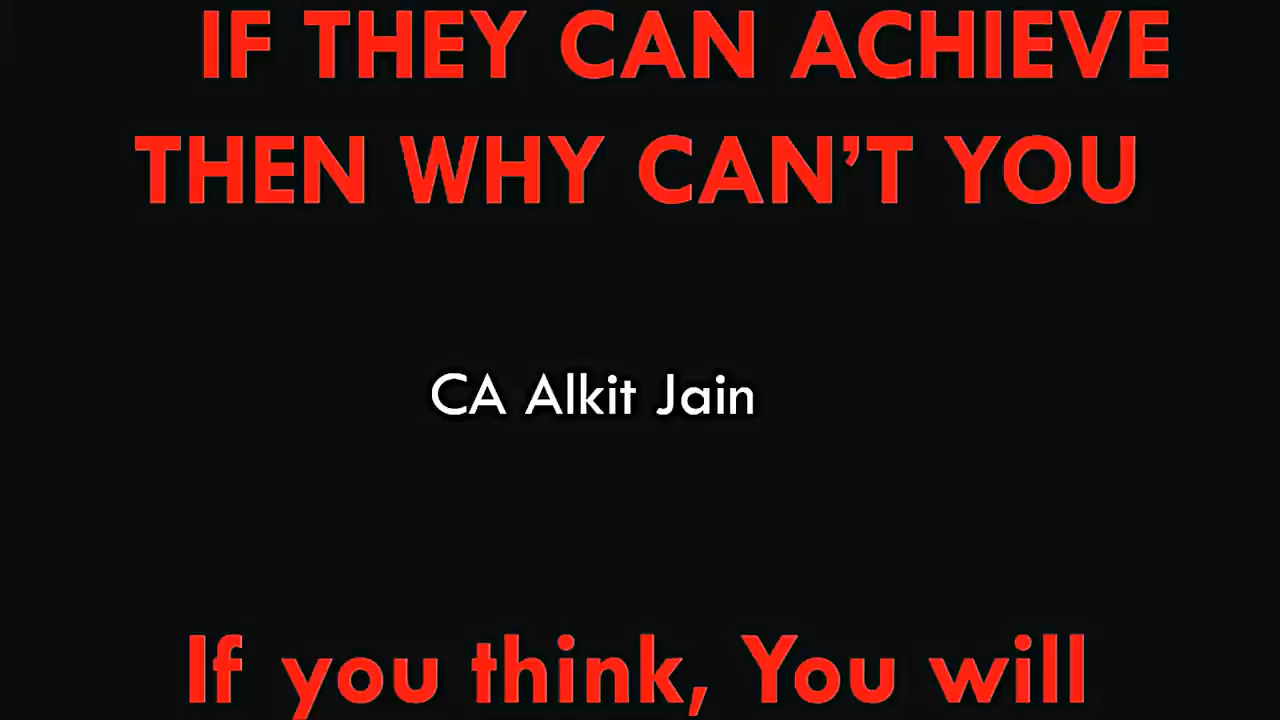 IF THEY CAN ACHIEVE
THEN WHY CAN’T YOU
CA Alkit Jain
If you think, You will